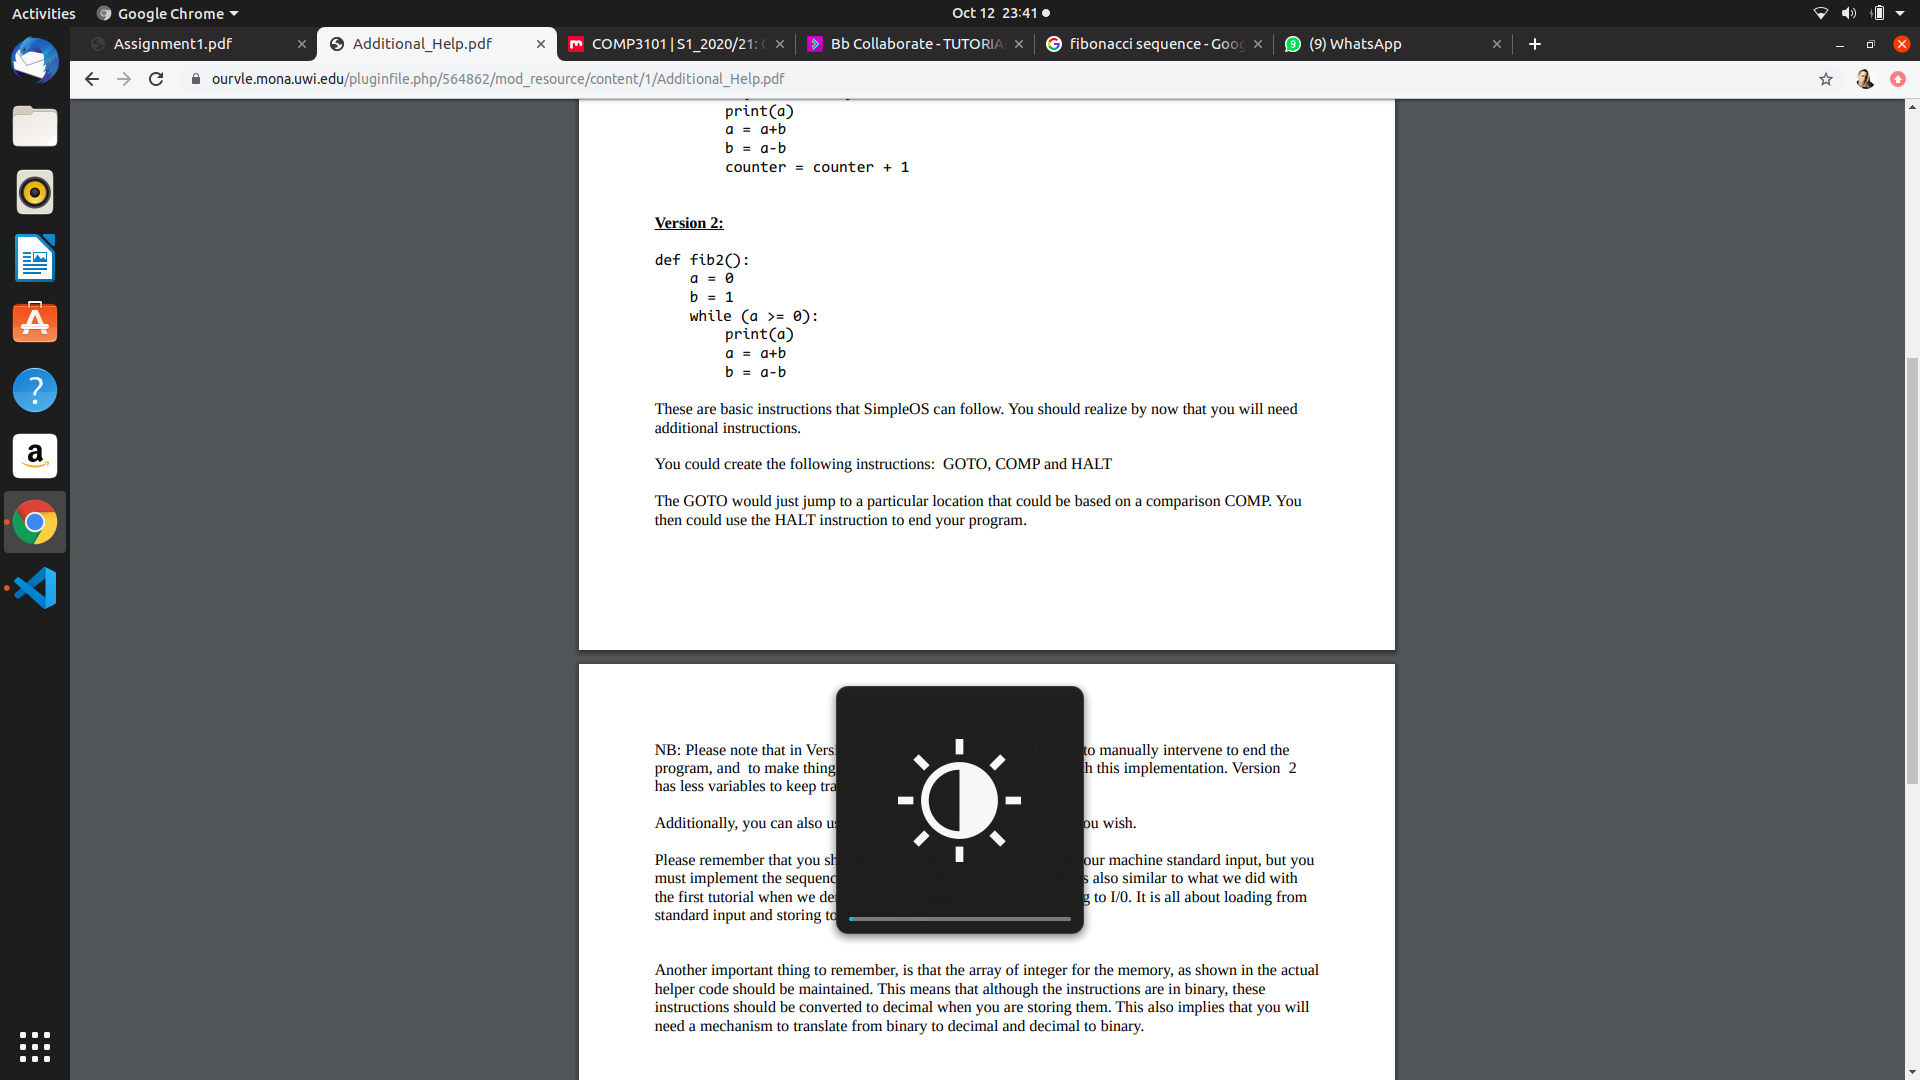 Activities
Google Chrome
Oct 12 23:41
Assignment1.pdf
Additional_Help.pdf
COMP3101 | S1_2020/21:
Bb Collaborate - TUTORIA
fibonacci sequence - Goo
(9) WhatsApp
ourvle.mona.uwi.edu/pluginfile.php/564862/mod_resource/content/1/Additional_Help.pdf
print(a)
a = a+b
b = a-b
counter = counter + 1
Version 2:
def fib2():
a = 0
b = 1
while (a >= 0):
print(a)
a = a+b
b = a-b
These are basic instructions that SimpleOS can follow. You should realize by now that you will need
additional instructions.
You could create the following instructions:  GOTO, COMP and HALT
The GOTO would just jump to a particular location that could be based on a comparison COMP. You
then could use the HALT instruction to end your program.
NB: Please note that in Versi to manually intervene to end the
program, and  to make thing this implementation. Version  2
has less variables to keep tra
Additionally, you can also us ou wish.
Please remember that you sh our machine standard input, but you
must implement the sequenc also similar to what we did with
the first tutorial when we de to I/0. It is all about loading from
standard input and storing to
Another important thing to remember, is that the array of integer for the memory, as shown in the actual
helper code should be maintained. This means that although the instructions are in binary, these
instructions should be converted to decimal when you are storing them. This also implies that you will
need a mechanism to translate from binary to decimal and decimal to binary.